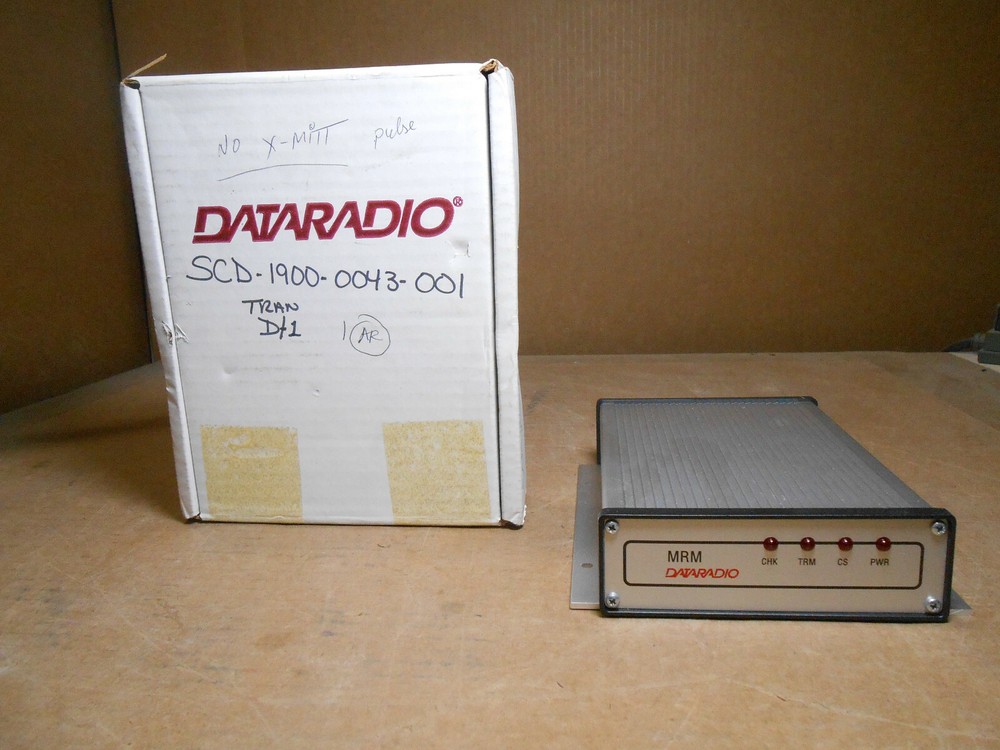 NO X-MiTT pulse
DATARADIO®
SCD-1900-0043-001
TRAN
D/1 1 AR
MRM
DATARADIO
CHK TRM CS PWR